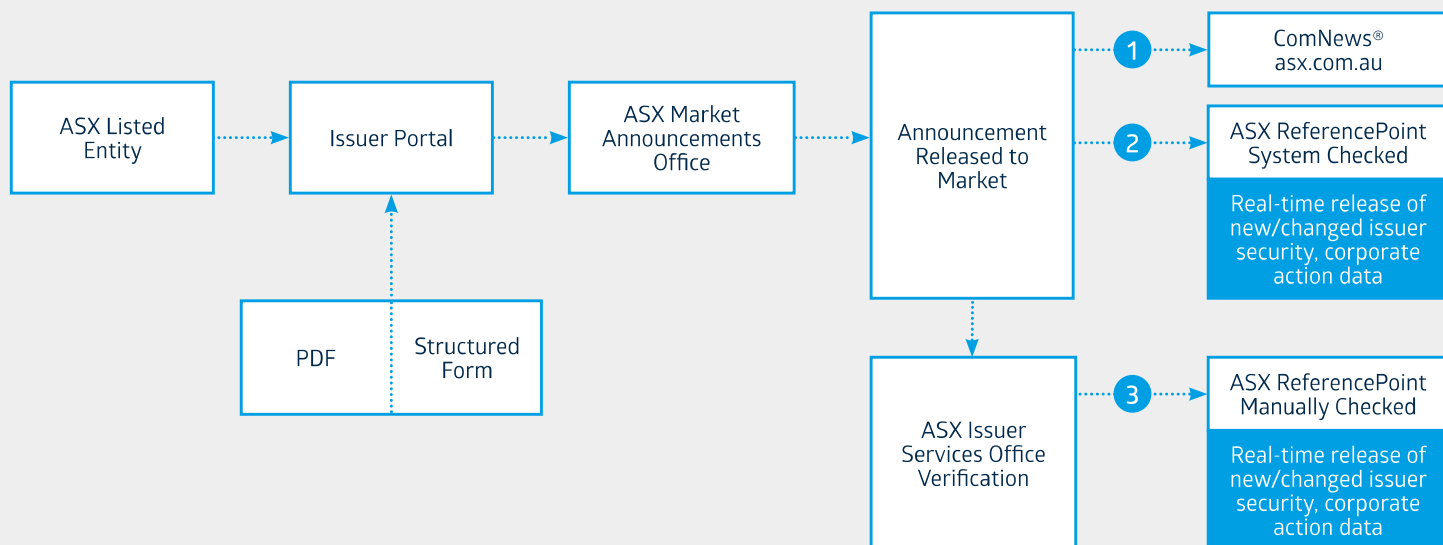 ASX Listed
Entity
Issuer Portal
ASX Market
Announcements
Office
Announcement
Released to
Market
1
ComNews®
asx.com.au
2
ASX ReferencePoint
System Checked
Real-time release of
new/changed issuer
security, corporate
action data
PDF
Structured
Form
ASX Issuer
Services Office
Verification
3
ASX ReferencePoint
Manually Checked
Real-time release of
new/changed issuer
security, corporate
action data